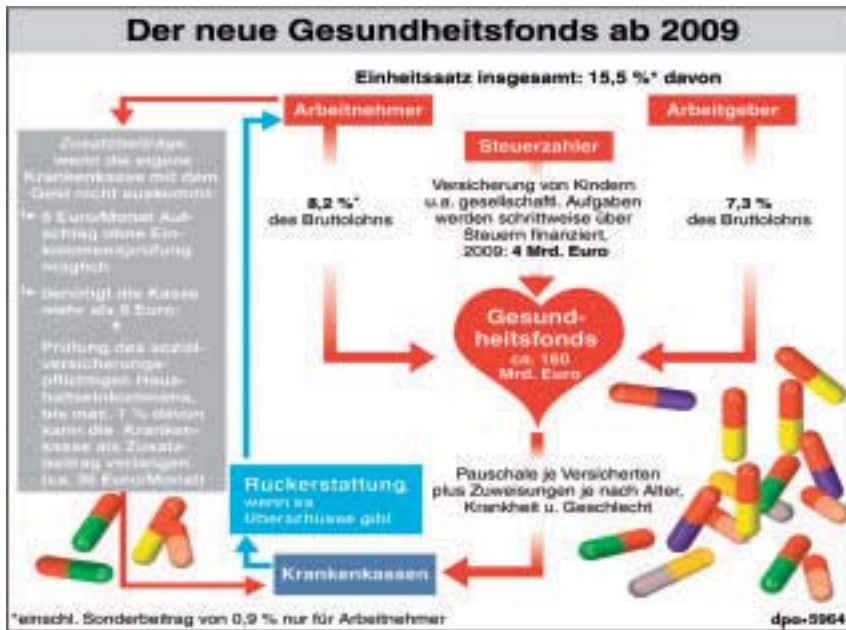 Der neue Gesundheitsfonds ab 2009
Einheitssatz insgesamt: 15,5 %* davon
Arbeitnehmer
Arbeitgeber
Steuerzahler
Zusatzbeiträge,
wenn die eigene
Krankenkasse mit dem
Geld nicht auskommt:
8 Euro/Monat Auf-
schlag ohne Ein-
kommensprüfung
möglich
benötigt die Kasse
mehr als 8 Euro:
Prüfung des sozial-
versicherungs-
pflichtigen Haus-
haltseinkommens,
bis max. 1 % davon
kann die Kranken-
kasse als Zusatz-
beitrag verlangen
(ca. 36 Euro/Monat)
8,2 %*
des Bruttolohns
Versicherung von Kindern
u.a. gesellschaftl. Aufgaben
werden schrittweise über
Steuern finanziert,
2009: 4 Mrd. Euro
7,3 %
des Bruttolohns
Gesund-
heitsfonds
ca. 160
Mrd. Euro
Pauschale je Versicherten
plus Zuweisungen je nach Alter,
Krankheit u. Geschlecht
Rückerstattung,
wenn es
Überschüsse gibt
Krankenkassen
*einschl. Sonderbeitrag von 0,9 % nur für Arbeitnehmer
dpa•5964